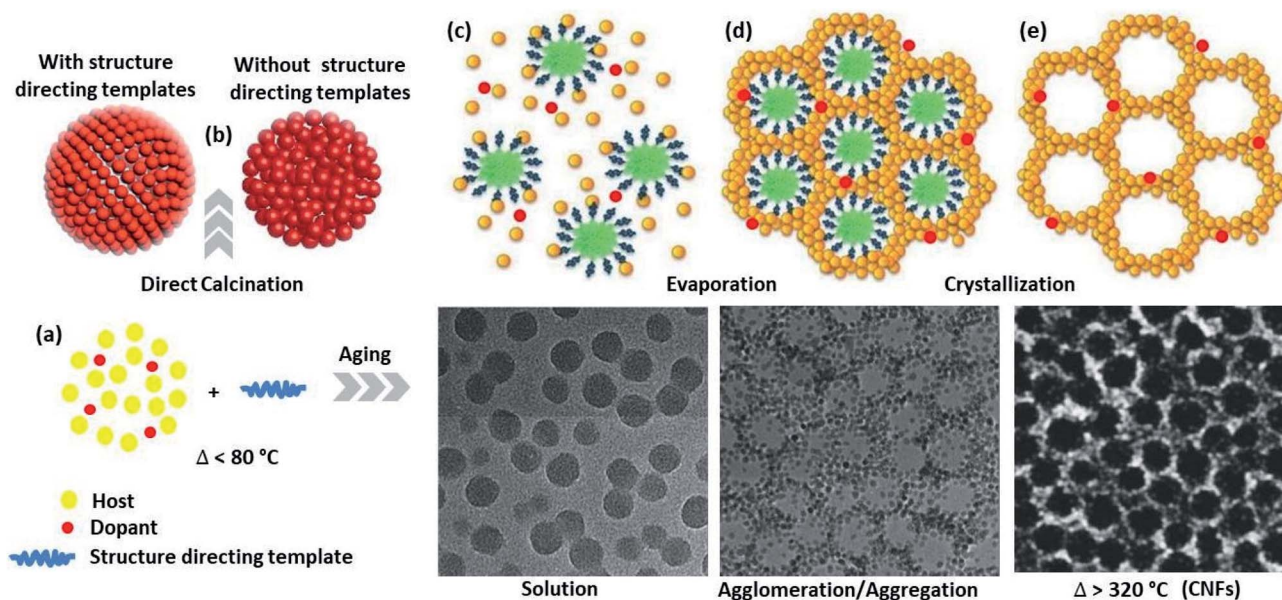 With structure
directing templates
(b)
Without structure
directing templates
Direct Calcination
(a)
+
Δ < 80 °C
Aging
Host
Dopant
Structure directing template
(c)
(d)
(e)
Evaporation
Crystallization
Solution
Agglomeration/Aggregation
Δ > 320 °C (CNFs)